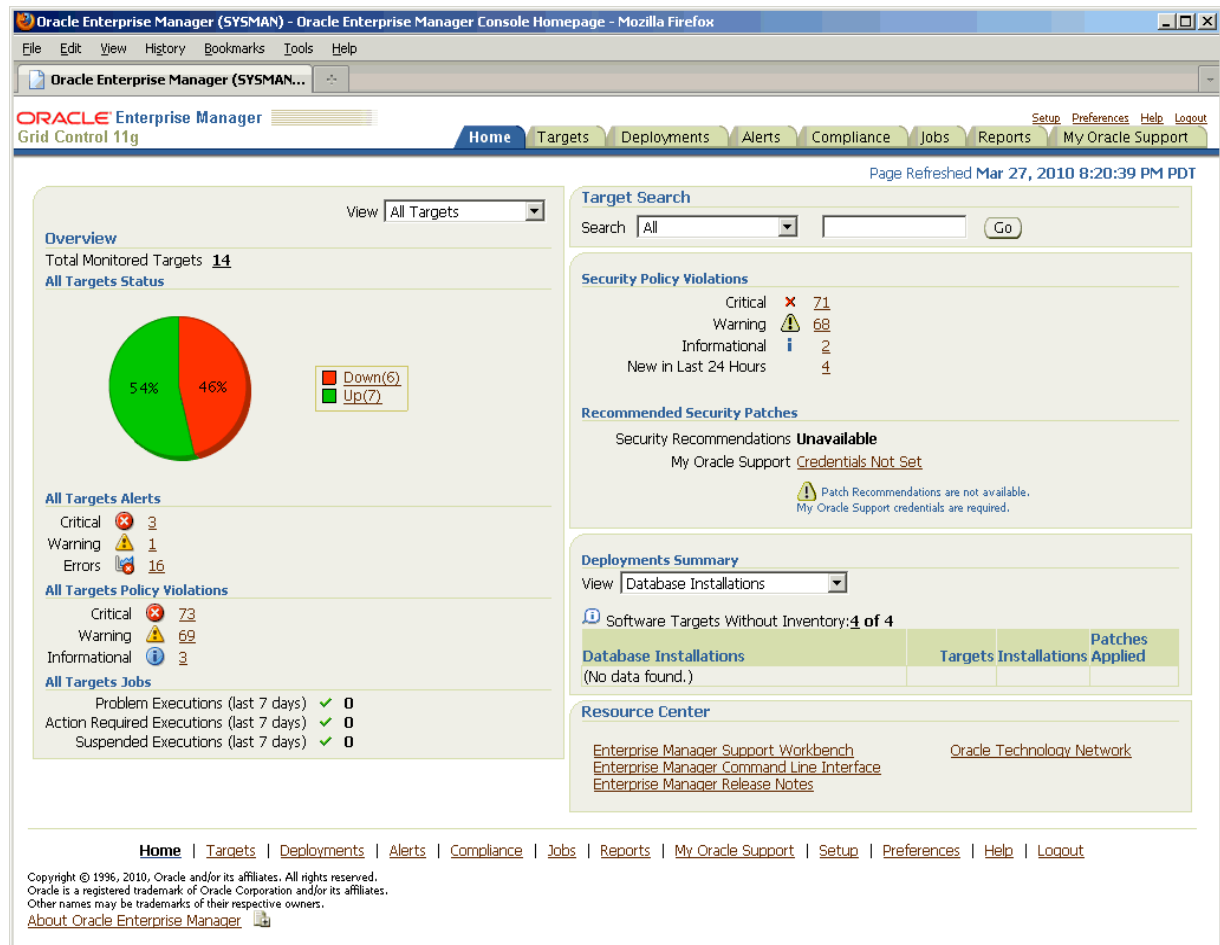 Oracle Enterprise Manager (SYSMAN) - Oracle Enterprise Manager Console Homepage - Mozilla Firefox
File Edit View History Bookmarks Tools Help
Oracle Enterprise Manager (SYSMAN...
ORACLE Enterprise Manager
Grid Control 11g
Setup Preferences Help Logout
Home Targets Deployments Alerts Compliance Jobs Reports My Oracle Support
Page Refreshed Mar 27, 2010 8:20:39 PM PDT
View All Targets
Overview
Total Monitored Targets 14
All Targets Status
54% 46%
Down(6)
Up(7)
All Targets Alerts
Critical 3
Warning 1
Errors 16
All Targets Policy Violations
Critical 73
Warning 69
Informational 3
All Targets Jobs
Problem Executions (last 7 days) 0
Action Required Executions (last 7 days) 0
Suspended Executions (last 7 days) 0
Target Search
Search All Go
Security Policy Violations
Critical 71
Warning 68
Informational 2
New in Last 24 Hours 4
Recommended Security Patches
Security Recommendations Unavailable
My Oracle Support Credentials Not Set
Patch Recommendations are not available.
My Oracle Support credentials are required.
Deployments Summary
View Database Installations
Software Targets Without Inventory:4 of 4
Database Installations Targets Installations Patches Applied
(No data found.)
Resource Center
Enterprise Manager Support Workbench Oracle Technology Network
Enterprise Manager Command Line Interface
Enterprise Manager Release Notes
Home | Targets | Deployments | Alerts | Compliance | Jobs | Reports | My Oracle Support | Setup | Preferences | Help | Logout
Copyright © 1996, 2010, Oracle and/or its affiliates. All rights reserved.
Oracle is a registered trademark of Oracle Corporation and/or its affiliates.
Other names may be trademarks of their respective owners.
About Oracle Enterprise Manager